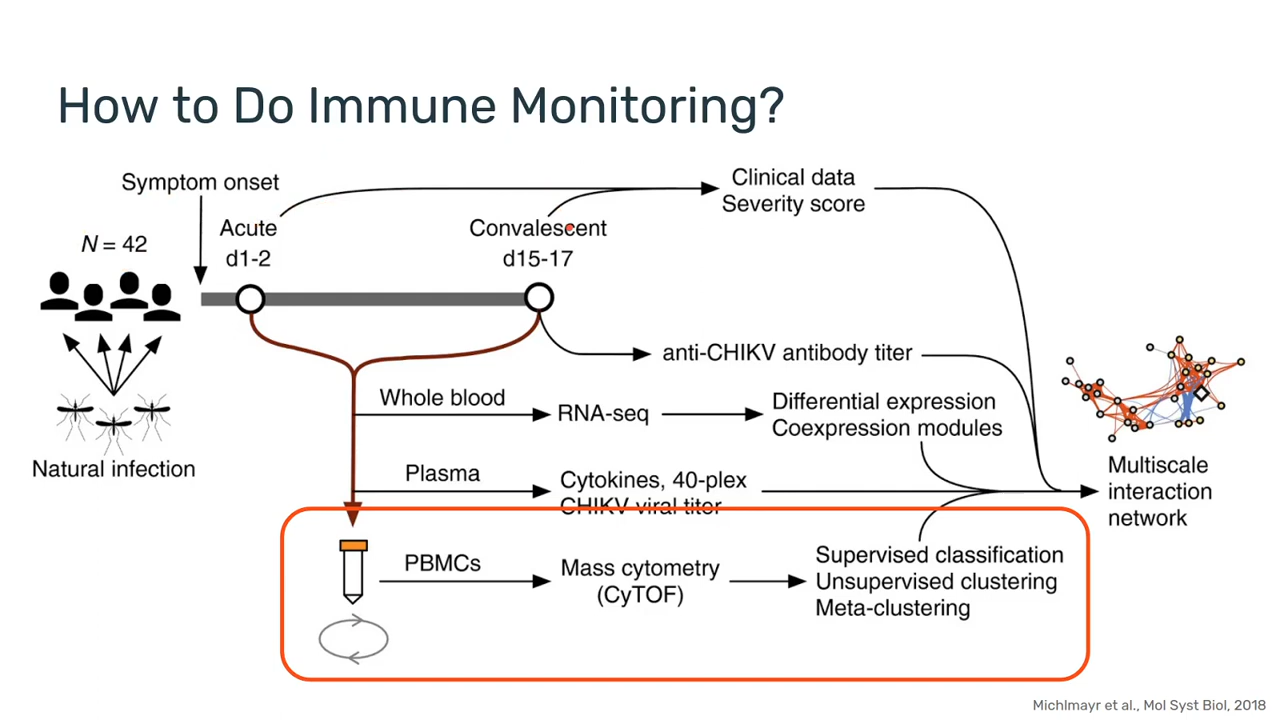 How to Do Immune Monitoring?
Symptom onset
Acute
d1-2
Convalescent
d15-17
Clinical data
Severity score
N = 42
Natural infection
anti-CHIKV antibody titer
Whole blood
RNA-seq
Differential expression
Coexpression modules
Plasma
Cytokines, 40-plex
CHIKV viral titer
Multiscale
interaction
network
PBMCs
Mass cytometry
(CyTOF)
Supervised classification
Unsupervised clustering
Meta-clustering
Michlmayr et al., Mol Syst Biol, 2018